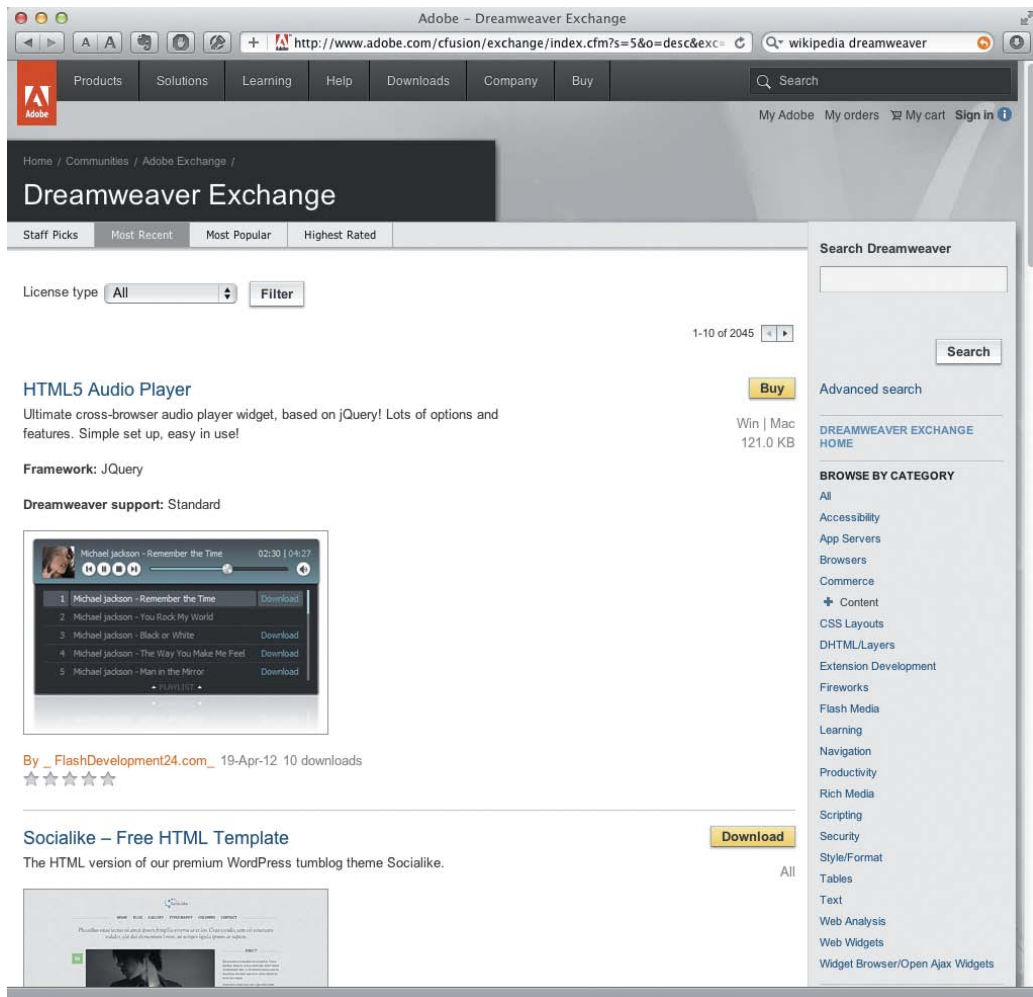 Adobe – Dreamweaver Exchange
A A + http://www.adobe.com/cfusion/exchange/index.cfm?s=5&o=desc&exc= wikipedia dreamweaver
Adobe
Products Solutions Learning Help Downloads Company Buy Search
My Adobe My orders My cart Sign in
Home / Communities / Adobe Exchange /
Dreamweaver Exchange
Staff Picks Most Recent Most Popular Highest Rated
License type All Filter
1-10 of 2045
HTML5 Audio Player Buy
Ultimate cross-browser audio player widget, based on jQuery! Lots of options and
features. Simple set up, easy in use!
Win | Mac
121.0 KB
Framework: JQuery
Dreamweaver support: Standard
Michael jackson - Remember the Time 02:30 | 04:27
1 Michael jackson - Remember the Time Download
2 Michael jackson - You Rock My World
3 Michael jackson - Black or White Download
4 Michael jackson - The Way You Make Me Feel Download
5 Michael jackson - Man in the Mirror Download
PLAYLIST
By _ FlashDevelopment24.com_ 19-Apr-12 10 downloads
Socialike – Free HTML Template Download
The HTML version of our premium WordPress tumblog theme Socialike.
All
HOME BLOG GALLERY TYPOGRAPHY COLUMNS CONTACT
ABOUT
Search Dreamweaver
Search
Advanced search
DREAMWEAVER EXCHANGE
HOME
BROWSE BY CATEGORY
All
Accessibility
App Servers
Browsers
Commerce
+ Content
CSS Layouts
DHTML/Layers
Extension Development
Fireworks
Flash Media
Learning
Navigation
Productivity
Rich Media
Scripting
Security
Style/Format
Tables
Text
Web Analysis
Web Widgets
Widget Browser/Open Ajax Widgets